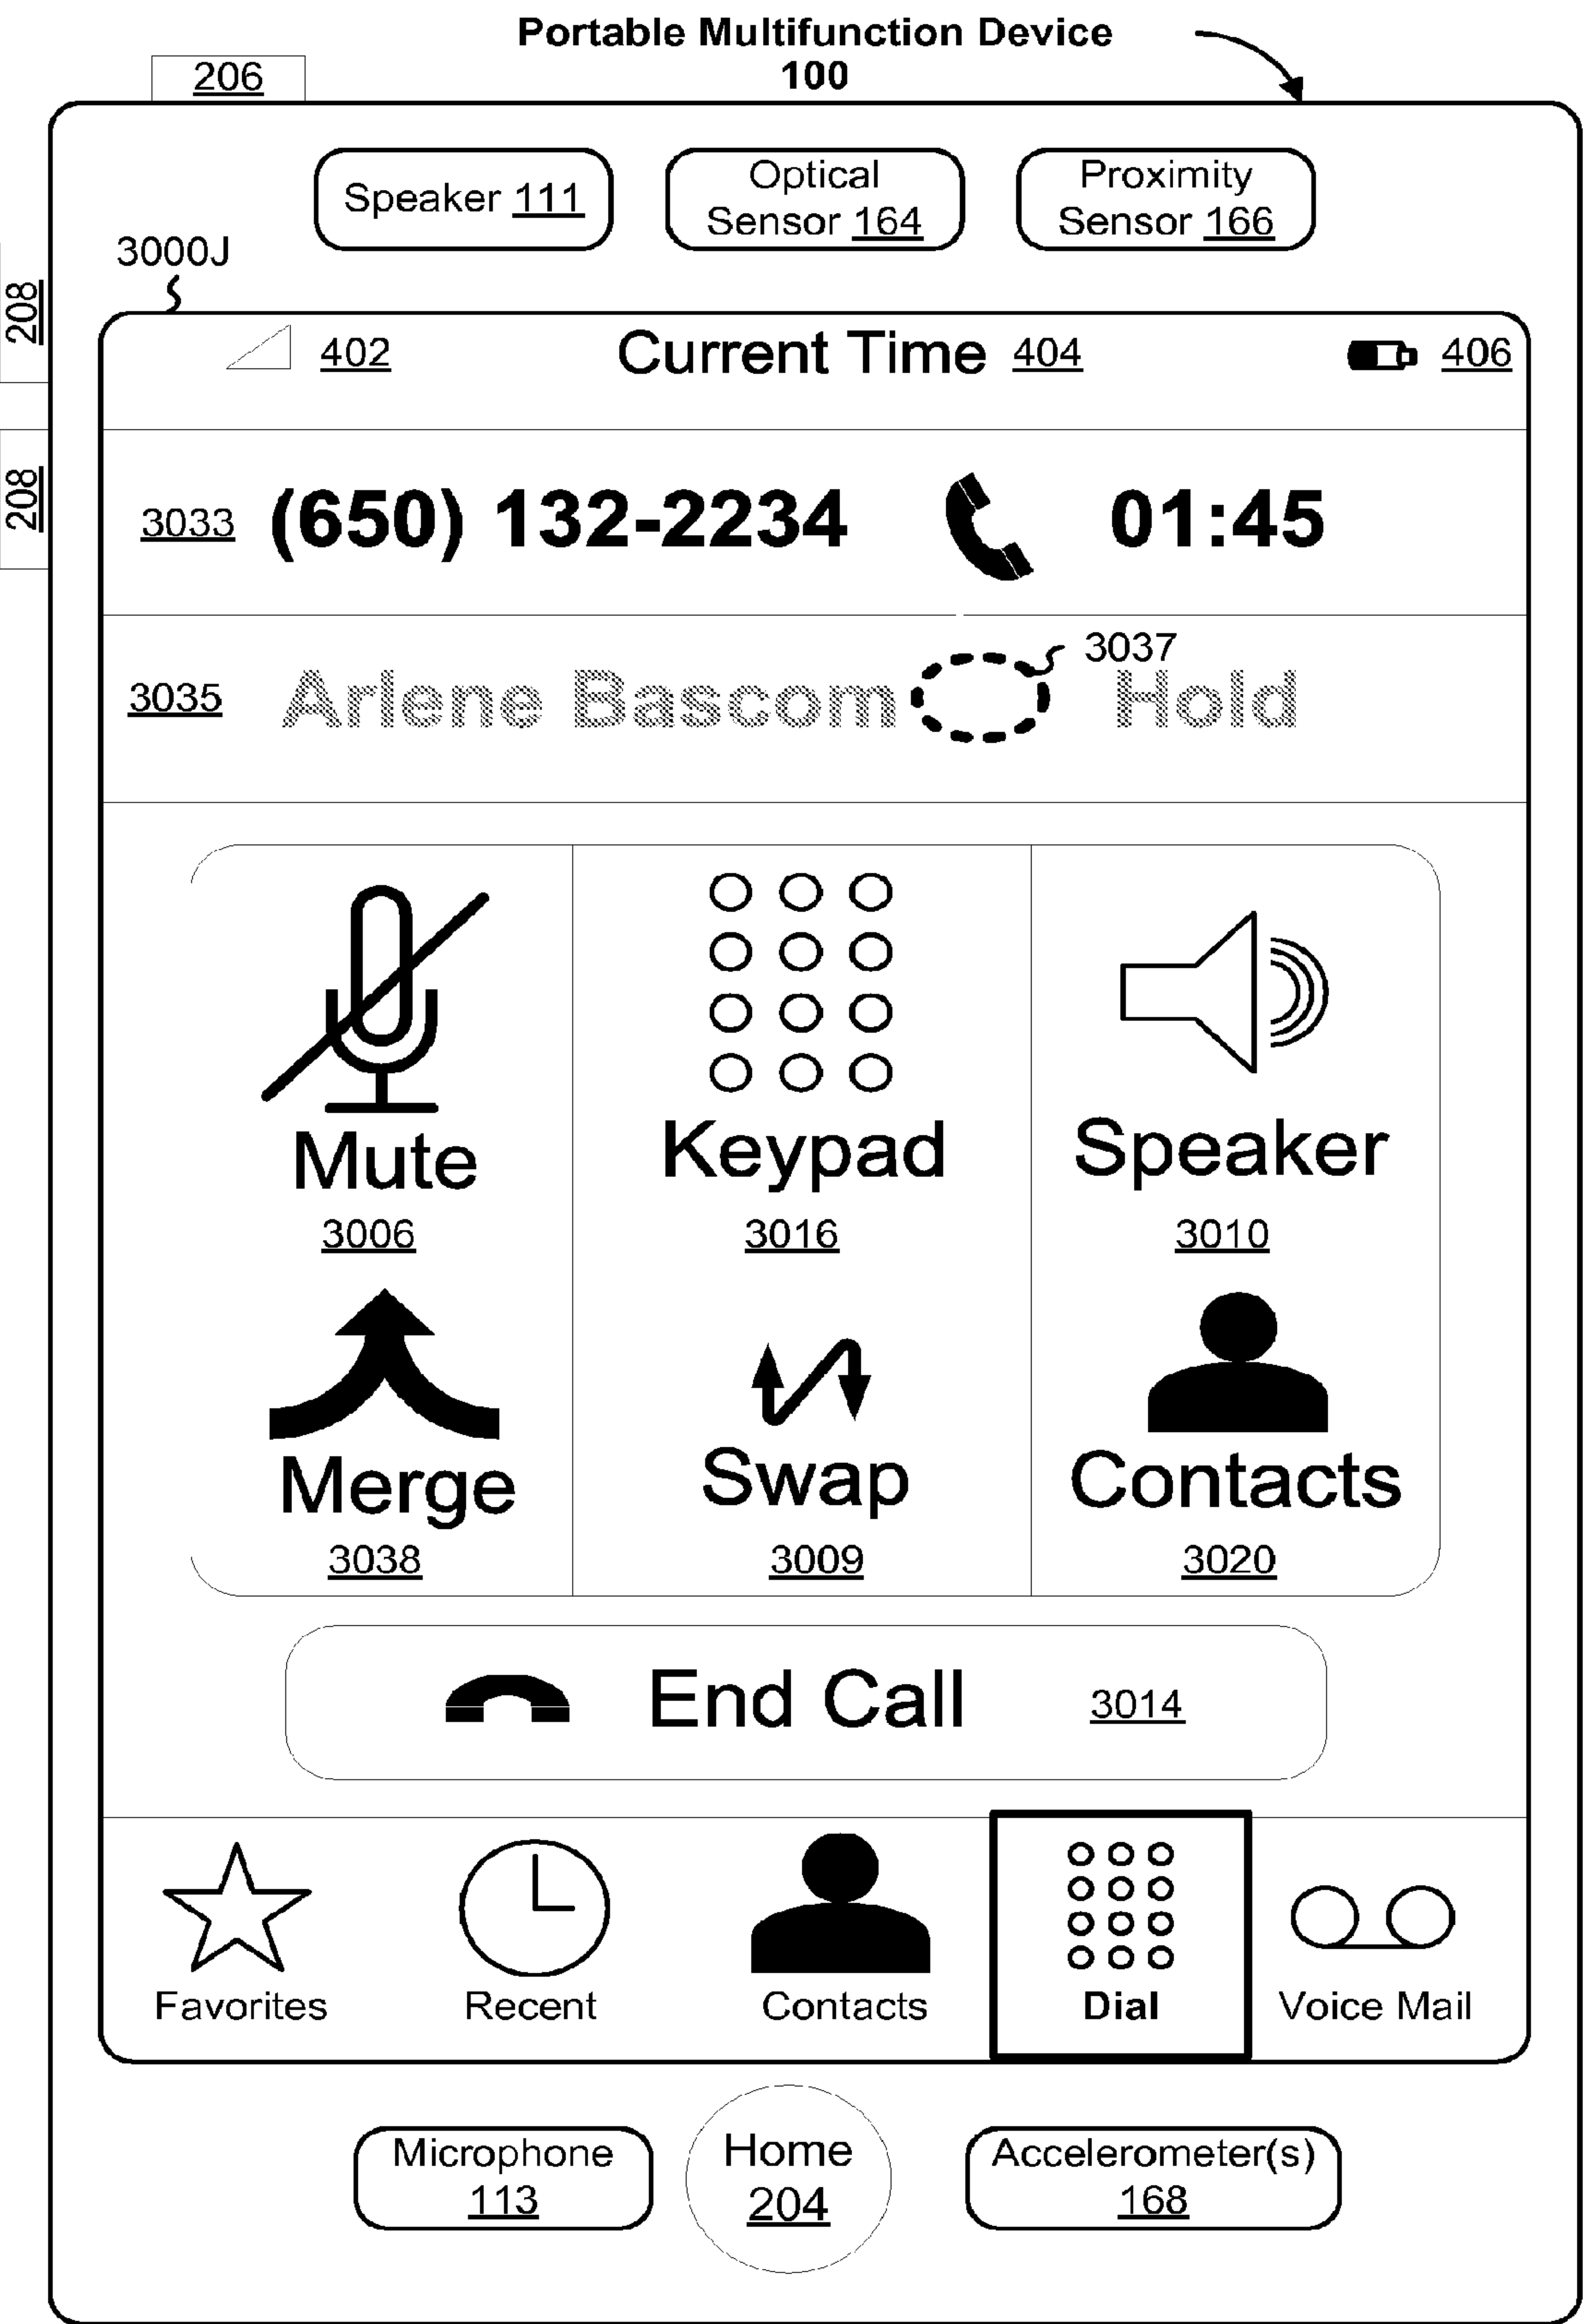 Portable Multifunction Device
100
206
Speaker 111
Optical
Sensor 164
Proximity
Sensor 166
3000J
208
402
Current Time 404
406
208
3033 (650) 132-2234 01:45
3037
3035 Arlene Bascom Hold
Mute
Keypad
Speaker
3006
3016
3010
Merge
Swap
Contacts
3038
3009
3020
End Call 3014
Favorites
Recent
Contacts
Dial
Voice Mail
Microphone
113
Home
204
Accelerometer(s)
168